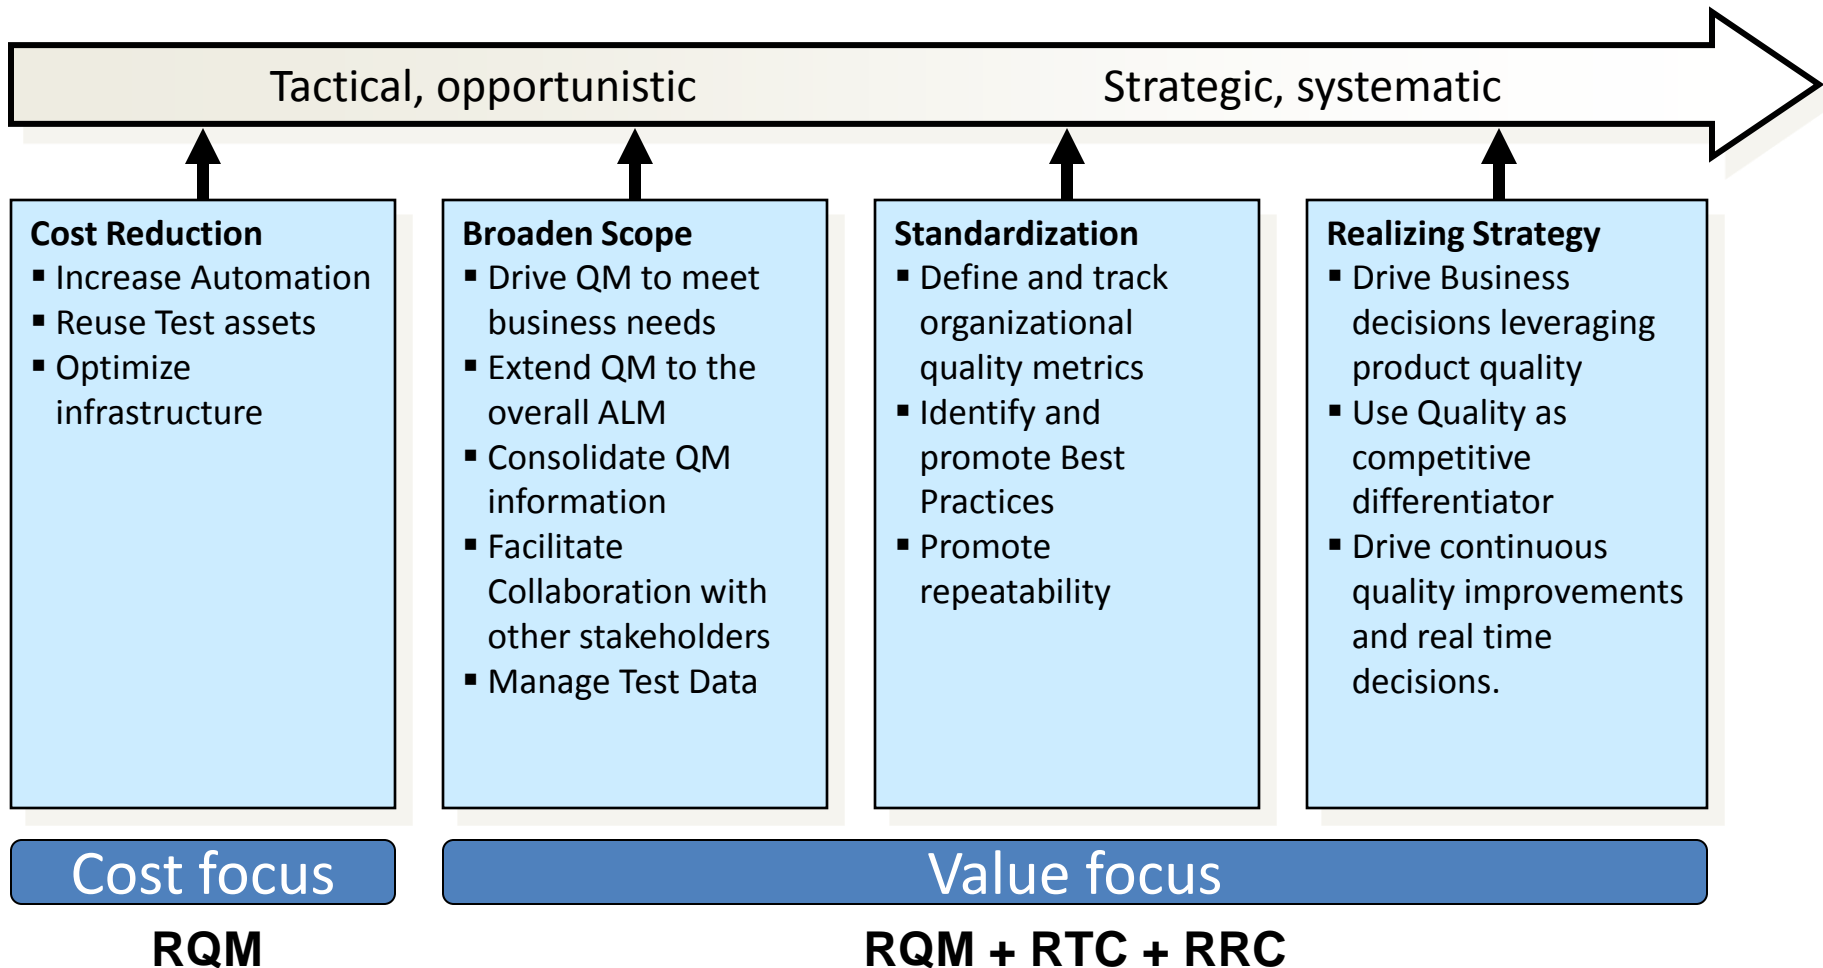 Tactical, opportunistic
Strategic, systematic
Cost Reduction
▪ Increase Automation
▪ Reuse Test assets
▪ Optimize
infrastructure
Broaden Scope
▪ Drive QM to meet
business needs
▪ Extend QM to the
overall ALM
▪ Consolidate QM
information
▪ Facilitate
Collaboration with
other stakeholders
▪ Manage Test Data
Standardization
▪ Define and track
organizational
quality metrics
▪ Identify and
promote Best
Practices
▪ Promote
repeatability
Realizing Strategy
▪ Drive Business
decisions leveraging
product quality
▪ Use Quality as
competitive
differentiator
▪ Drive continuous
quality improvements
and real time
decisions.
Cost focus
Value focus
RQM
RQM + RTC + RRC